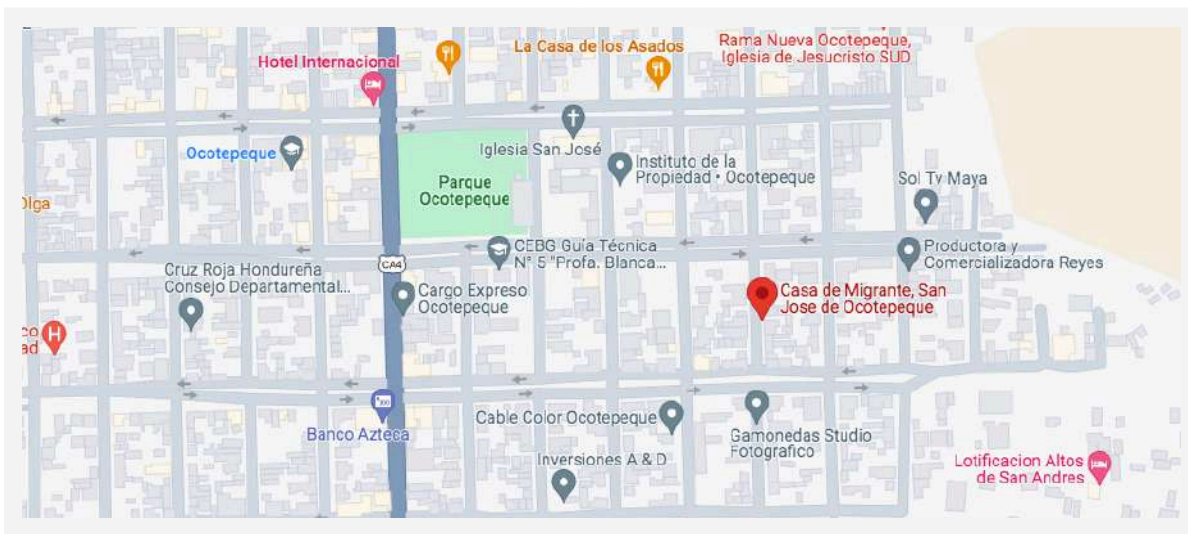 La Casa de los Asados
Rama Nueva Ocotepeque,
Iglesia de Jesucristo SUD
Hotel Internacional
Ocotepeque
Iglesia San José
Instituto de la
Propiedad • Ocotepeque
Parque
Ocotepeque
Sol Tv Maya
Olga
CEBG Guía Técnica
N° 5 "Profa. Blanca...
Productora y
Comercializadora Reyes
Cruz Roja Hondureña
Consejo Departamental...
CA4
Cargo Expreso
Ocotepeque
Casa de Migrante, San
Jose de Ocotepeque
co
ad
H
Banco Azteca
Cable Color Ocotepeque
Gamonedas Studio
Fotografico
Inversiones A & D
Lotificacion Altos
de San Andres